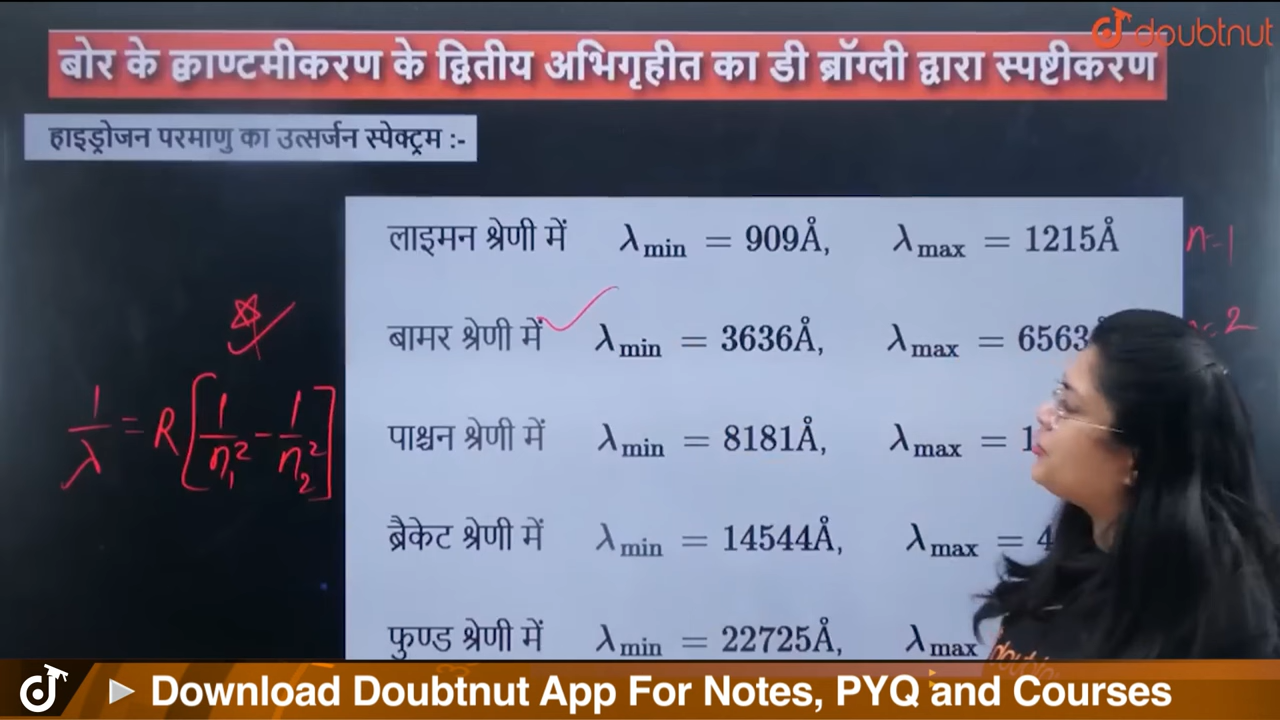 doubtnut
बोर के क्वाण्टमीकरण के द्वितीय अभिगृहीत का डी ब्रॉग्ली द्वारा स्पष्टीकरण
हाइड्रोजन परमाणु का उत्सर्जन स्पेक्ट्रम :-
लाइमन श्रेणी में λmin = 909Å, λmax = 1215Å n-1
बामर श्रेणी में λmin = 3636Å, λmax = 6563 2
1/λ = R[1/n₁² - 1/n₂²]
पाश्चन श्रेणी में λmin = 8181Å, λmax = 1
ब्रैकेट श्रेणी में λmin = 14544Å, λmax = 4
फुण्ड श्रेणी में λmin = 22725Å, λmax
Download Doubtnut App For Notes, PYQ and Courses